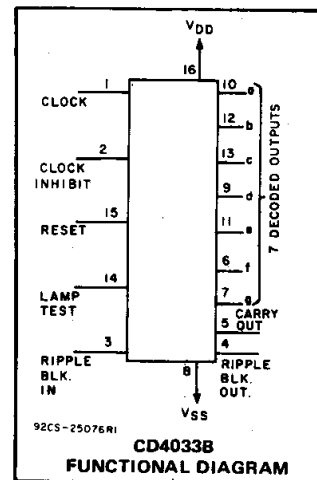 VDD
16
1
CLOCK
10 a
12 b
2
CLOCK
INHIBIT
13 c
9 d
15
RESET
11 e
6 f
14
LAMP
TEST
7 g
7 DECODED OUTPUTS
CARRY
OUT
5
3
RIPPLE
BLK.
IN
4
RIPPLE
BLK.
OUT.
8
VSS
92CS-25076R1
CD4033B
FUNCTIONAL DIAGRAM